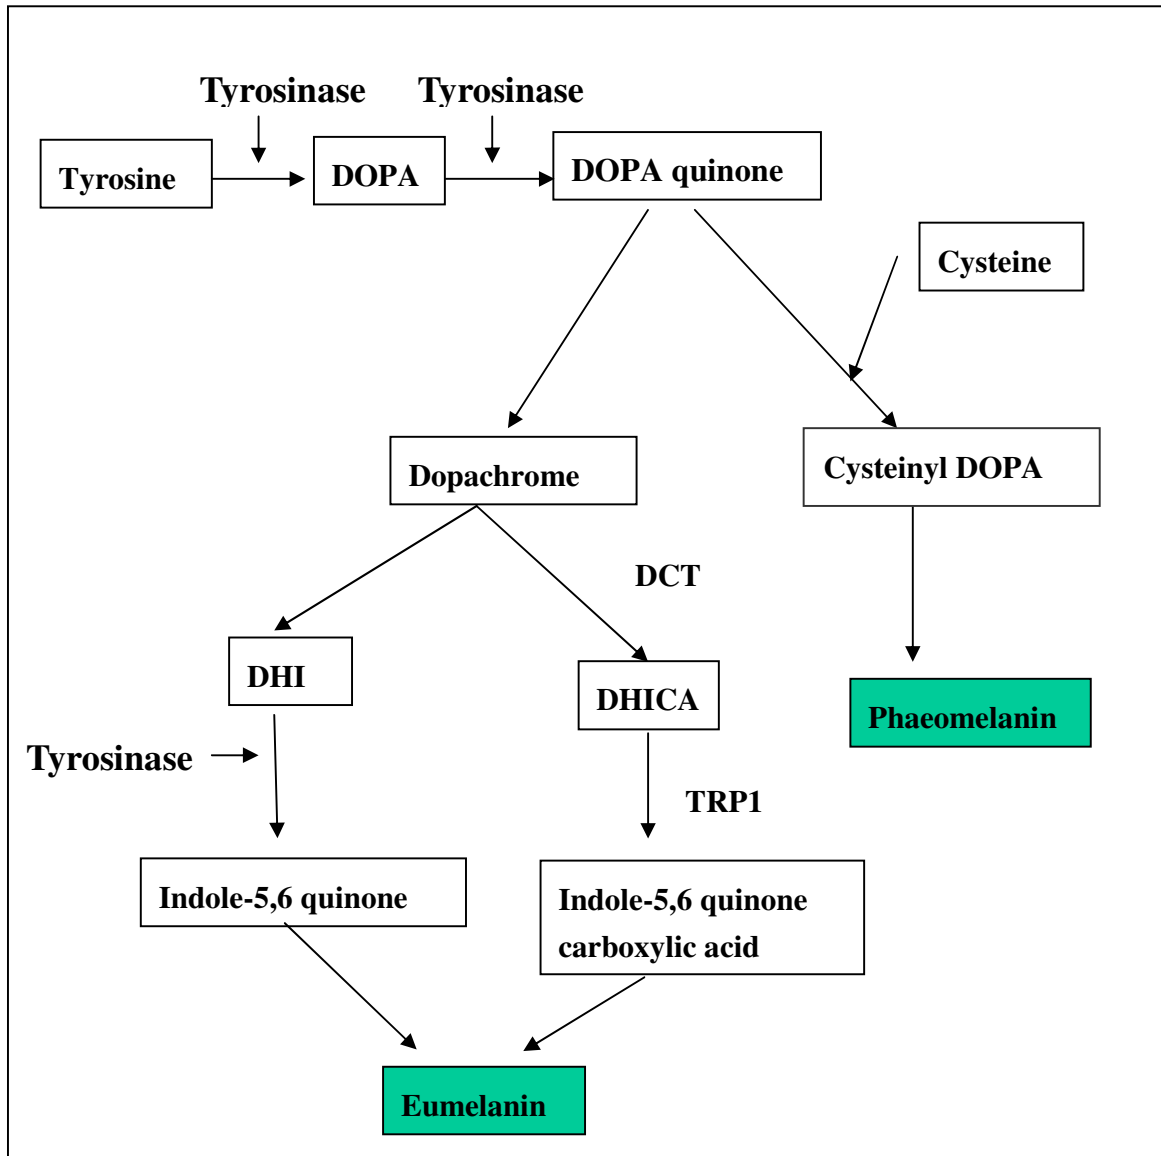 Tyrosinase
Tyrosinase
Tyrosine
DOPA
DOPA quinone
Cysteine
Dopachrome
Cysteinyl DOPA
DCT
DHI
DHICA
Phaeomelanin
Tyrosinase
TRP1
Indole-5,6 quinone
Indole-5,6 quinone
carboxylic acid
Eumelanin